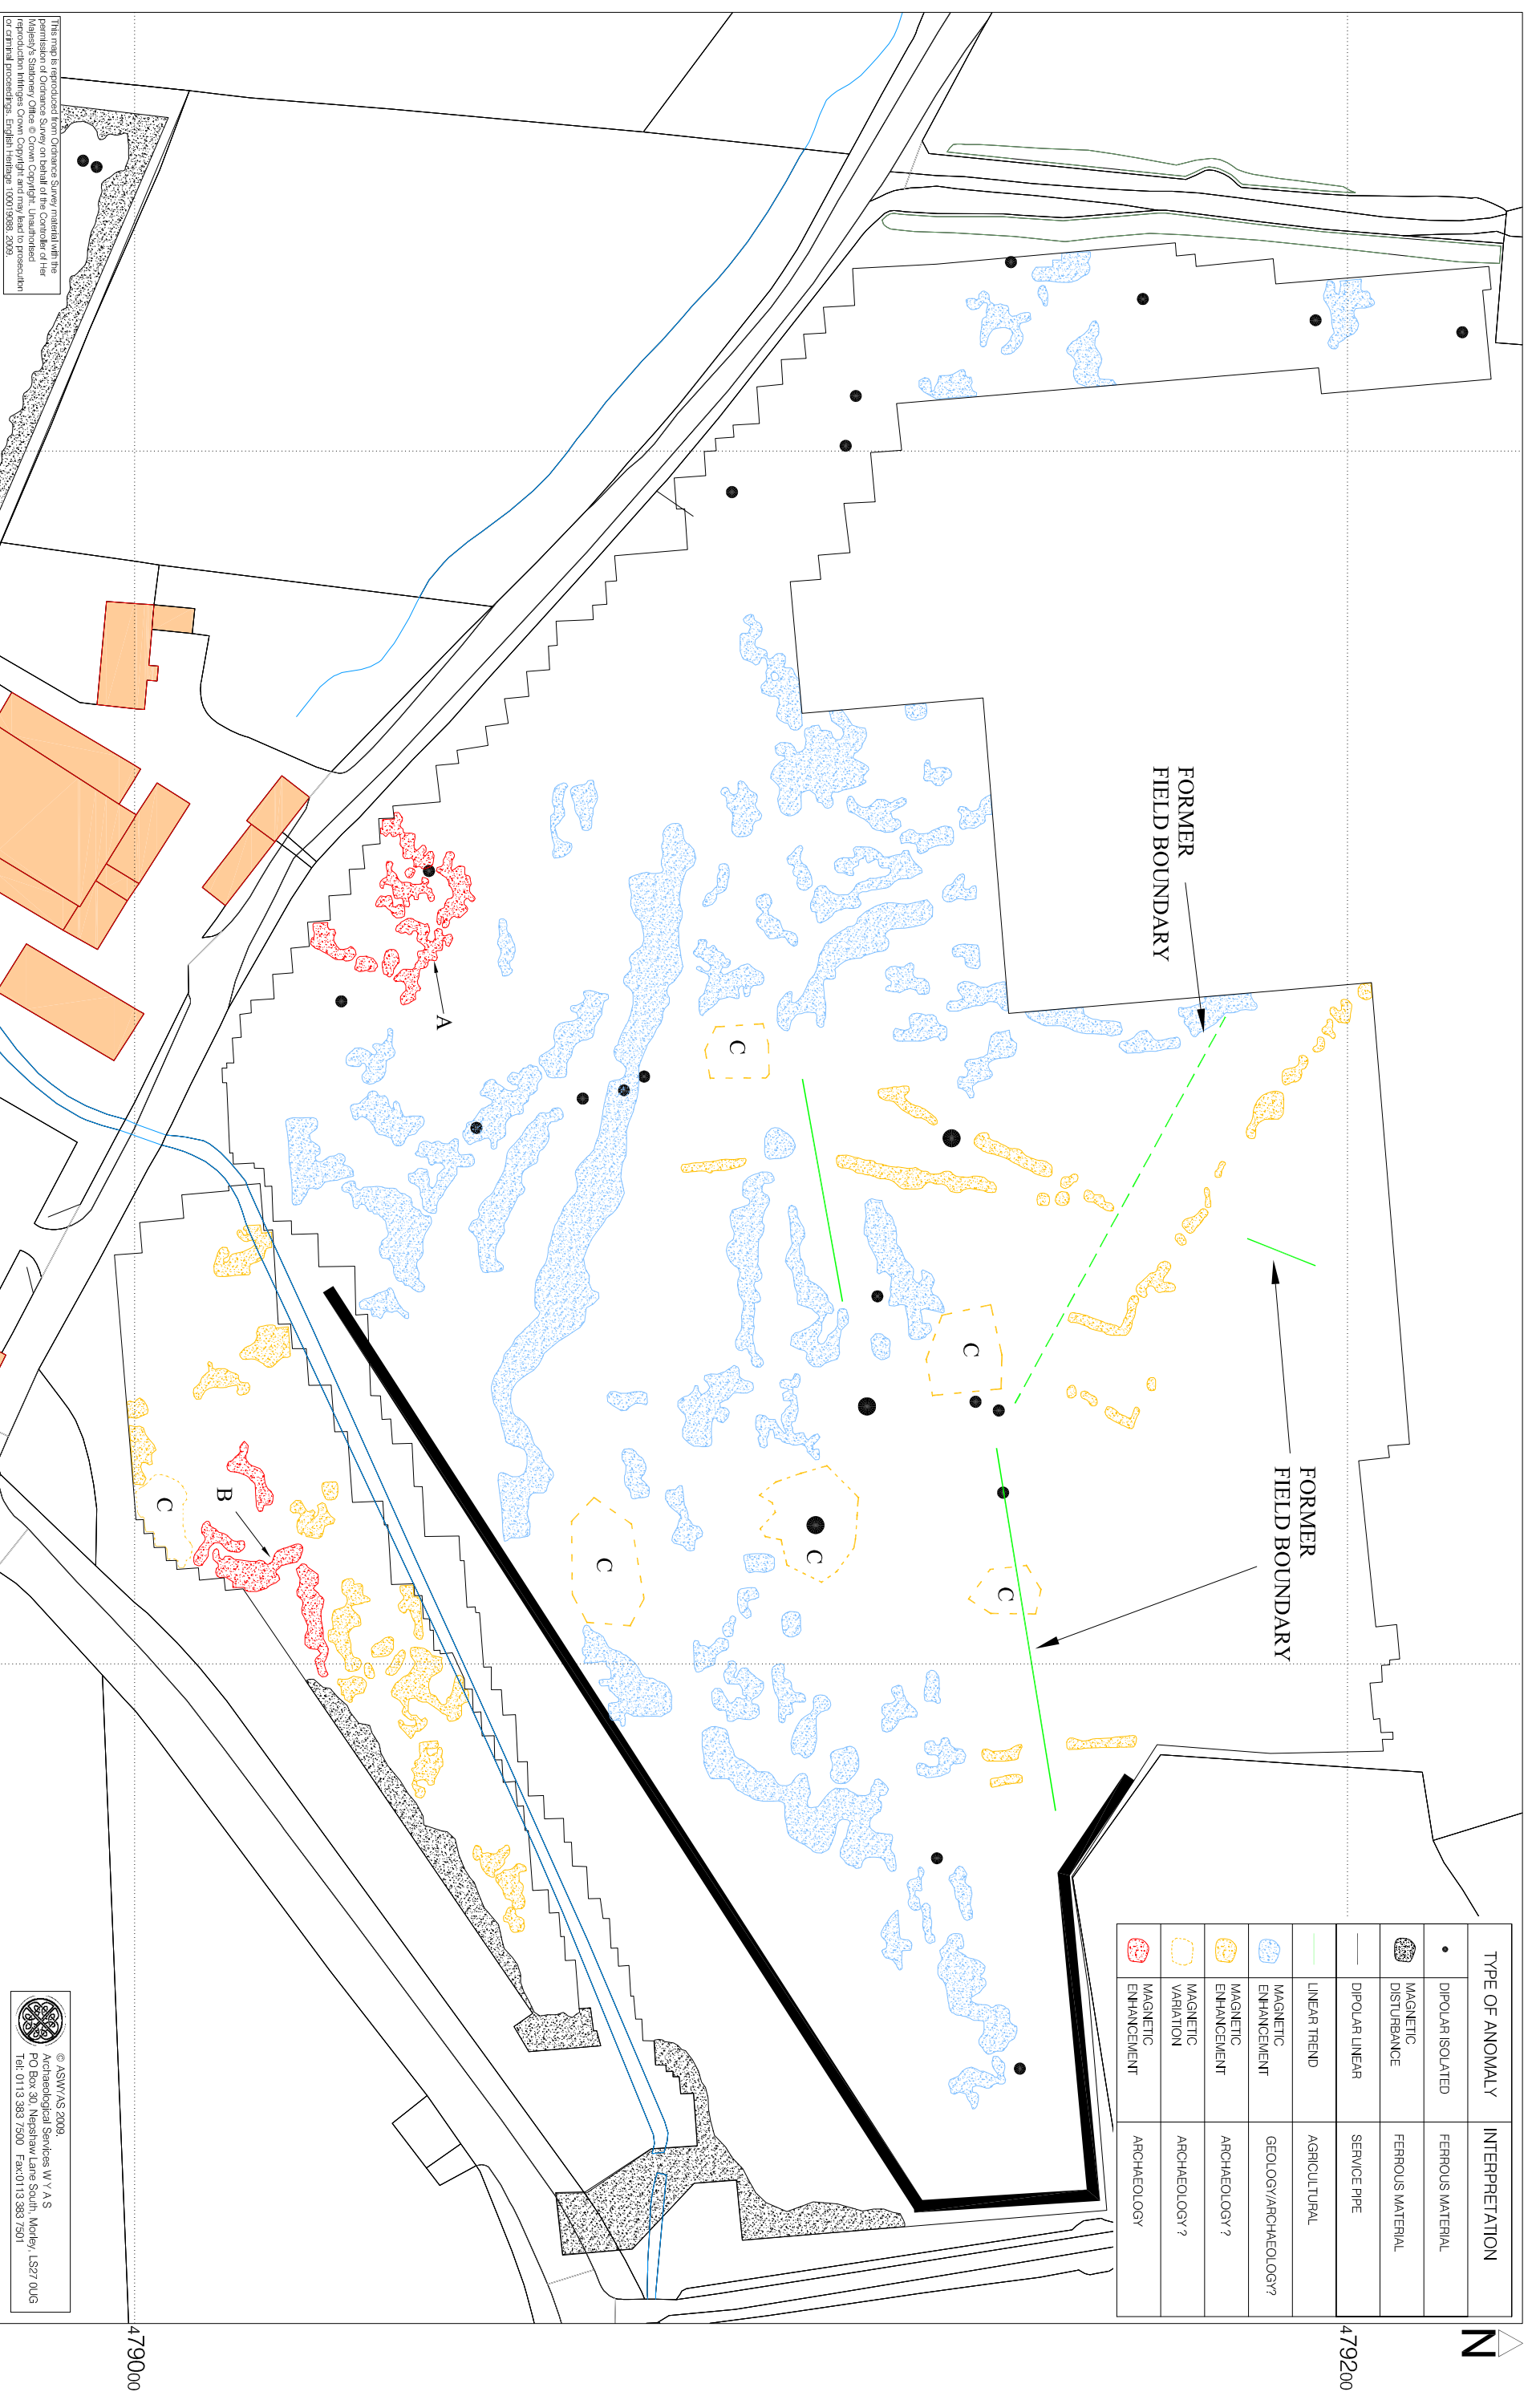 TYPE OF ANOMALY
INTERPRETATION
DIPOLAR ISOLATED
FERROUS MATERIAL
MAGNETIC
DISTURBANCE
FERROUS MATERIAL
DIPOLAR LINEAR
SERVICE PIPE
LINEAR TREND
AGRICULTURAL
MAGNETIC
ENHANCEMENT
GEOLOGY/ARCHAEOLOGY?
MAGNETIC
ENHANCEMENT
ARCHAEOLOGY ?
MAGNETIC
VARIATION
ARCHAEOLOGY ?
MAGNETIC
ENHANCEMENT
ARCHAEOLOGY
N
479200
479000
FORMER
FIELD BOUNDARY
FORMER
FIELD BOUNDARY
A
B
C
C
C
C
C
C
This map is reproduced from Ordnance Survey material with the
permission of Ordnance Survey on behalf of the Controller of Her
Majesty's Stationery Office © Crown Copyright. Unauthorised
reproduction infringes Crown Copyright and may lead to prosecution
or criminal proceedings. English Heritage 100019088. 2009.
© ASWYAS 2009.
Archaeological Services W Y A S
PO Box 30, Nepshaw Lane South, Morley, LS27 0UG
Tel: 0113 383 7500 Fax:0113 383 7501